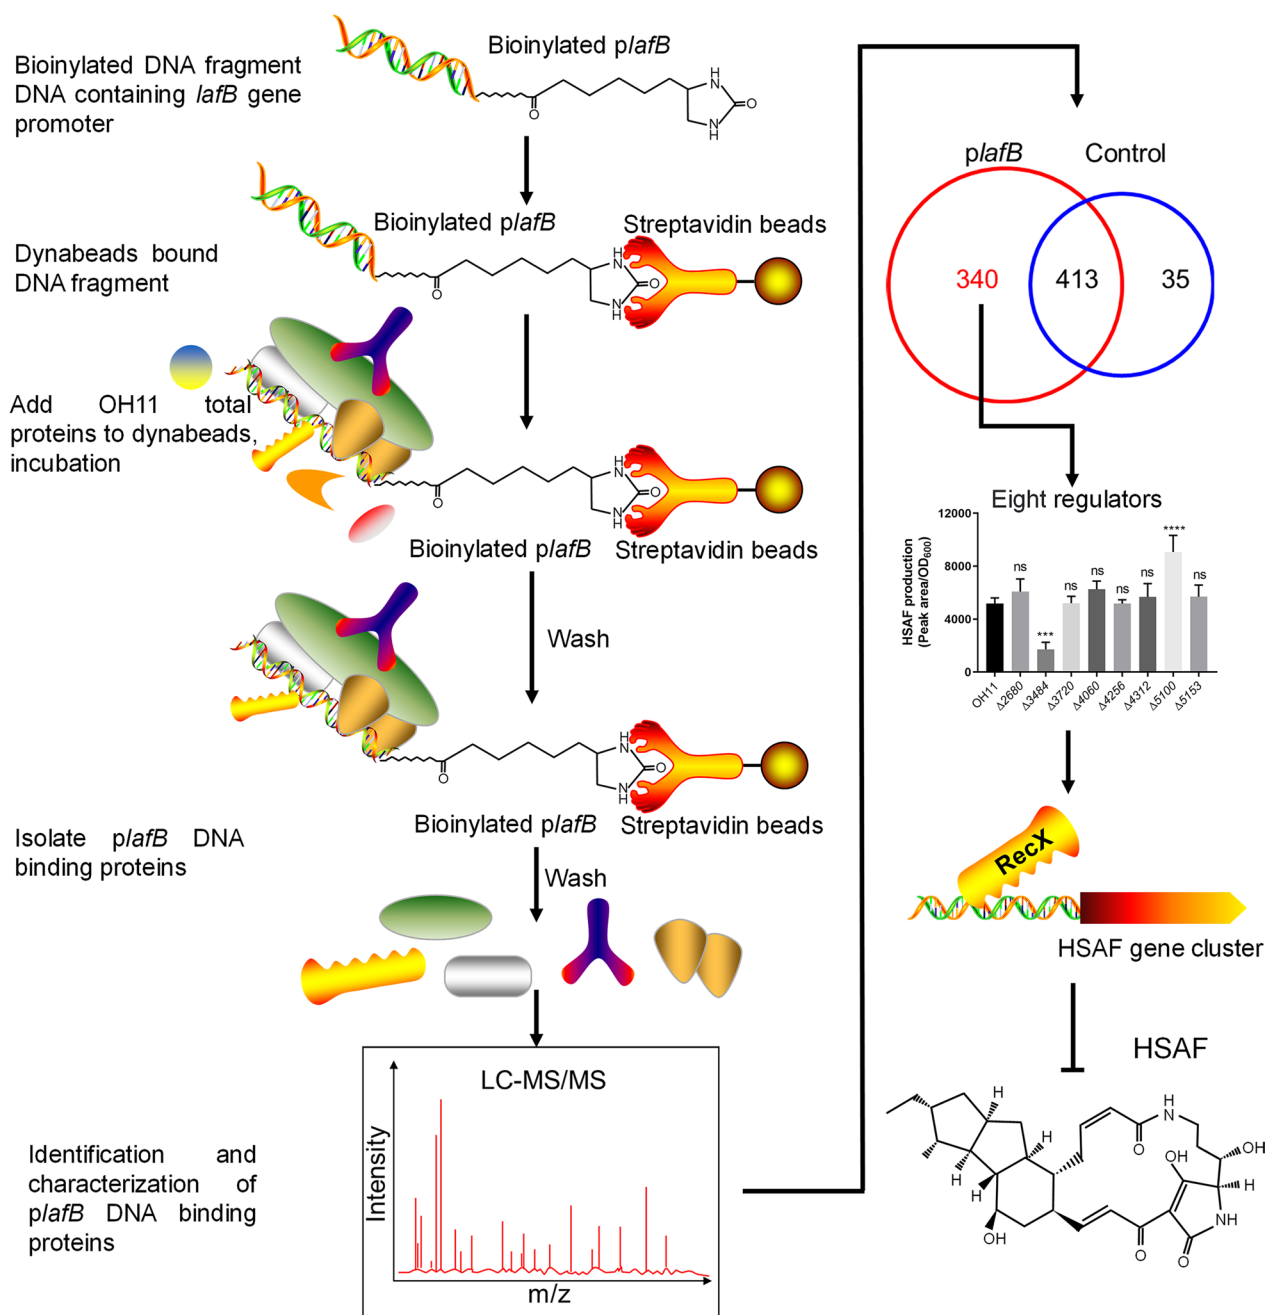 Bioinylated plafB
Bioinylated DNA fragment
DNA containing lafB gene
promoter
H
N
O
O
N
H
Bioinylated plafB
Streptavidin beads
Dynabeads bound
DNA fragment
H
N
O
O
N
H
Add OH11 total
proteins to dynabeads,
incubation
H
N
O
O
N
H
Bioinylated plafB
Streptavidin beads
Wash
H
N
O
O
N
H
Bioinylated plafB
Streptavidin beads
Isolate plafB DNA
binding proteins
Wash
LC-MS/MS
Intensity
m/z
Identification and
characterization of
plafB DNA binding
proteins
plafB
Control
340
413
35
Eight regulators
HSAF production
(Peak area/OD600)
12000
8000
4000
0
ns
***
ns
ns
ns
ns
****
ns
OH11
Δ2680
Δ3484
Δ3720
Δ4060
Δ4256
Δ4312
Δ5100
Δ5153
RecX
HSAF gene cluster
HSAF
H
H
H
H
OH
H
N
O
OH
OH
H
NH
O
O